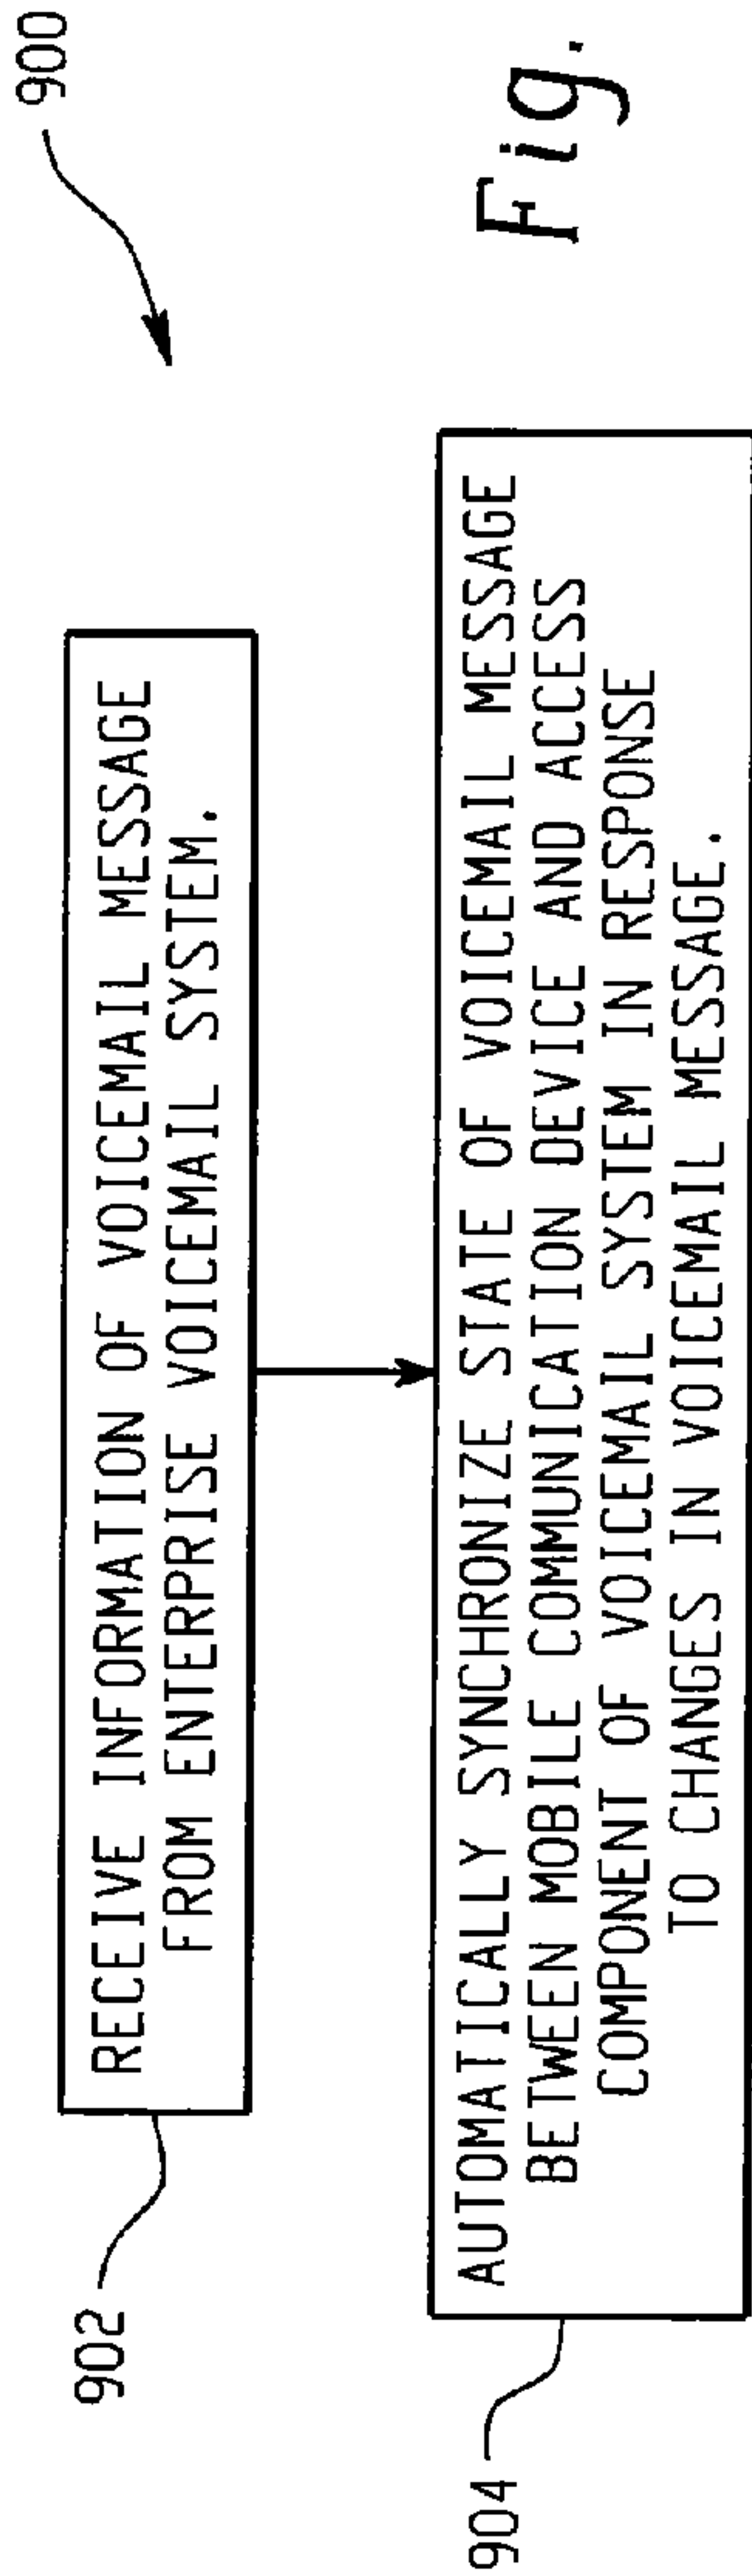 900
902
RECEIVE INFORMATION OF VOICEMAIL MESSAGE
FROM ENTERPRISE VOICEMAIL SYSTEM.
904
AUTOMATICALLY SYNCHRONIZE STATE OF VOICEMAIL MESSAGE
BETWEEN MOBILE COMMUNICATION DEVICE AND ACCESS
COMPONENT OF VOICEMAIL SYSTEM IN RESPONSE
TO CHANGES IN VOICEMAIL MESSAGE.
Fig.